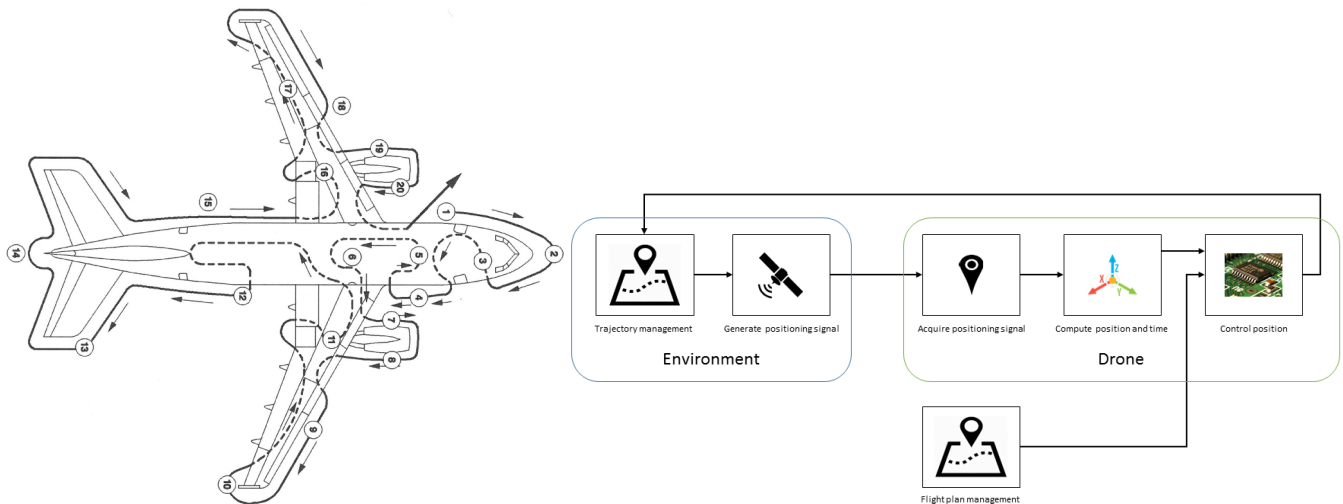 17
18
19
20
16
15
1
2
3
5
6
4
14
12
7
11
8
13
9
10
Trajectory management
Generate positioning signal
Environment
Acquire positioning signal
X
Z
Y
Compute position and time
Control position
Drone
Flight plan management